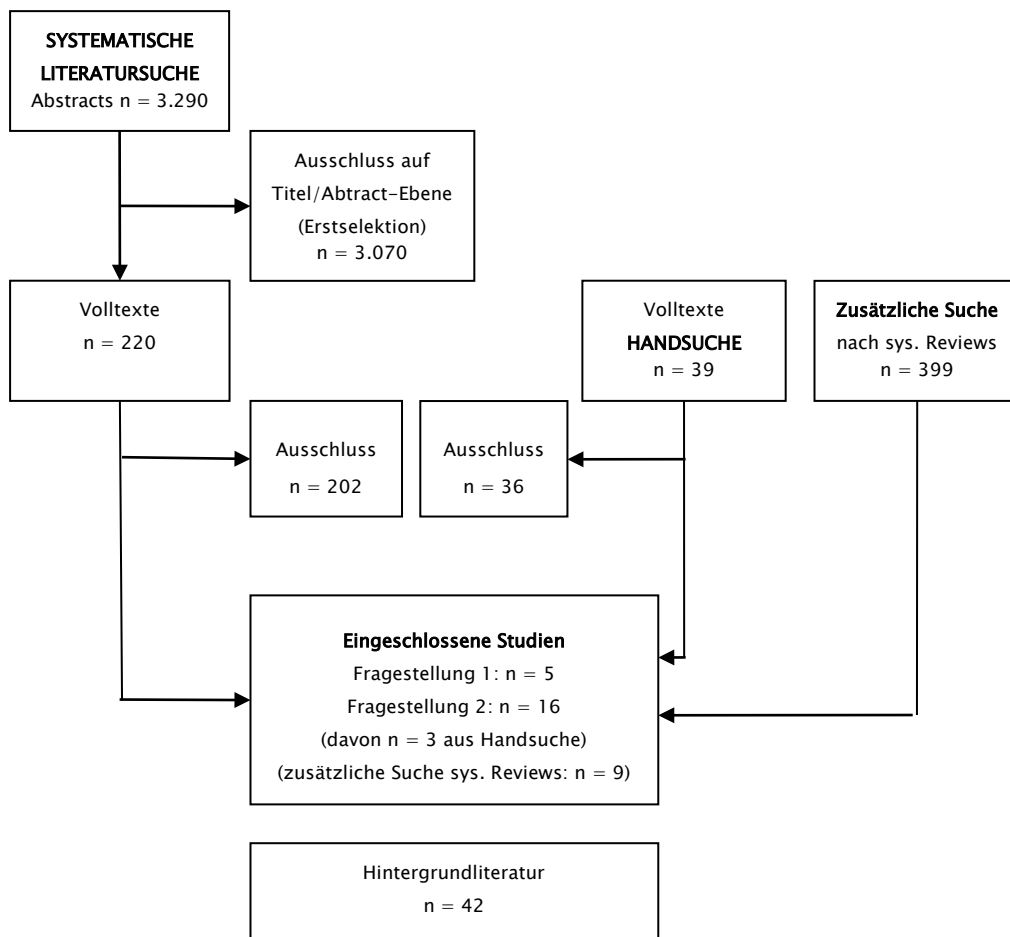 SYSTEMATISCHE
LITERATURSUCHE
Abstracts n = 3.290
Ausschluss auf
Titel/Abtract-Ebene
(Erstselektion)
n = 3.070
Volltexte
n = 220
Volltexte
HANDSUCHE
n = 39
Zusätzliche Suche
nach sys. Reviews
n = 399
Ausschluss
n = 202
Ausschluss
n = 36
Eingeschlossene Studien
Fragestellung 1: n = 5
Fragestellung 2: n = 16
(davon n = 3 aus Handsuche)
(zusätzliche Suche sys. Reviews: n = 9)
Hintergrundliteratur
n = 42